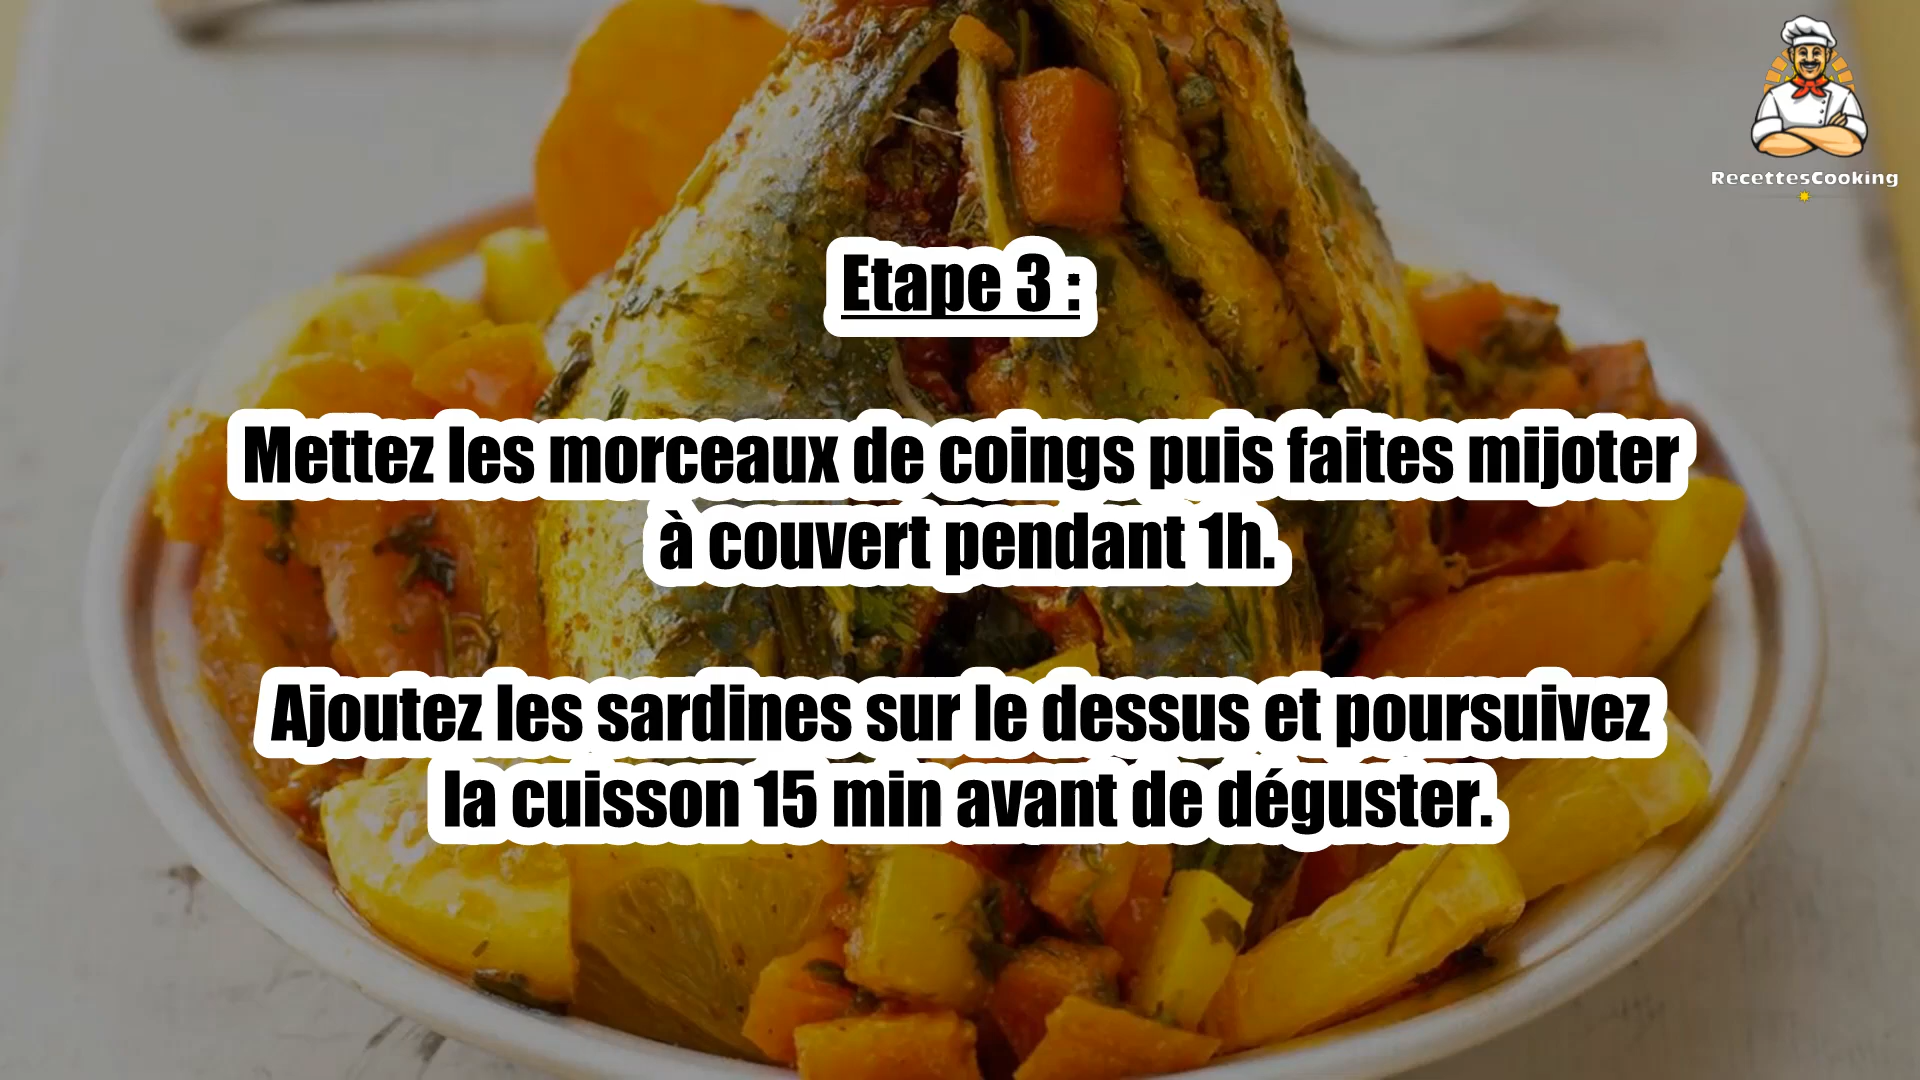 RecettesCooking
Etape 3 :
Mettez les morceaux de coings puis faites mijoter
à couvert pendant 1h.
Ajoutez les sardines sur le dessus et poursuivez
la cuisson 15 min avant de déguster.